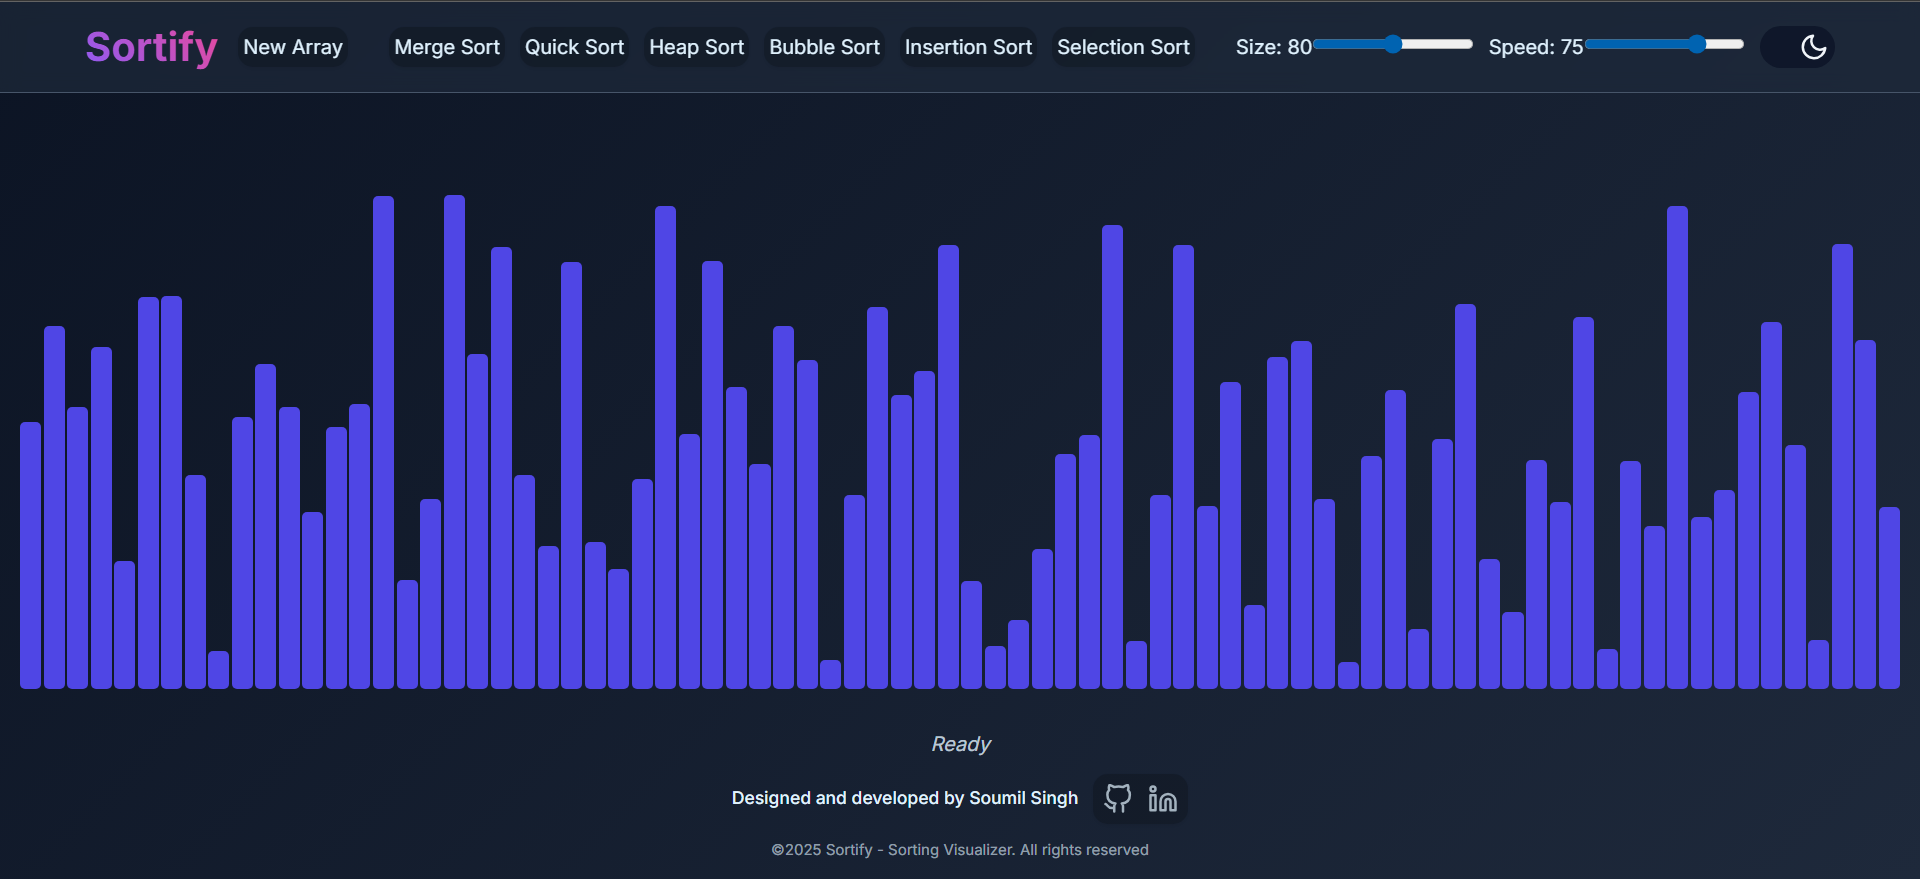 Sortify New Array Merge Sort Quick Sort Heap Sort Bubble Sort Insertion Sort Selection Sort Size: 80 Speed: 75
Ready
Designed and developed by Soumil Singh
©2025 Sortify - Sorting Visualizer. All rights reserved